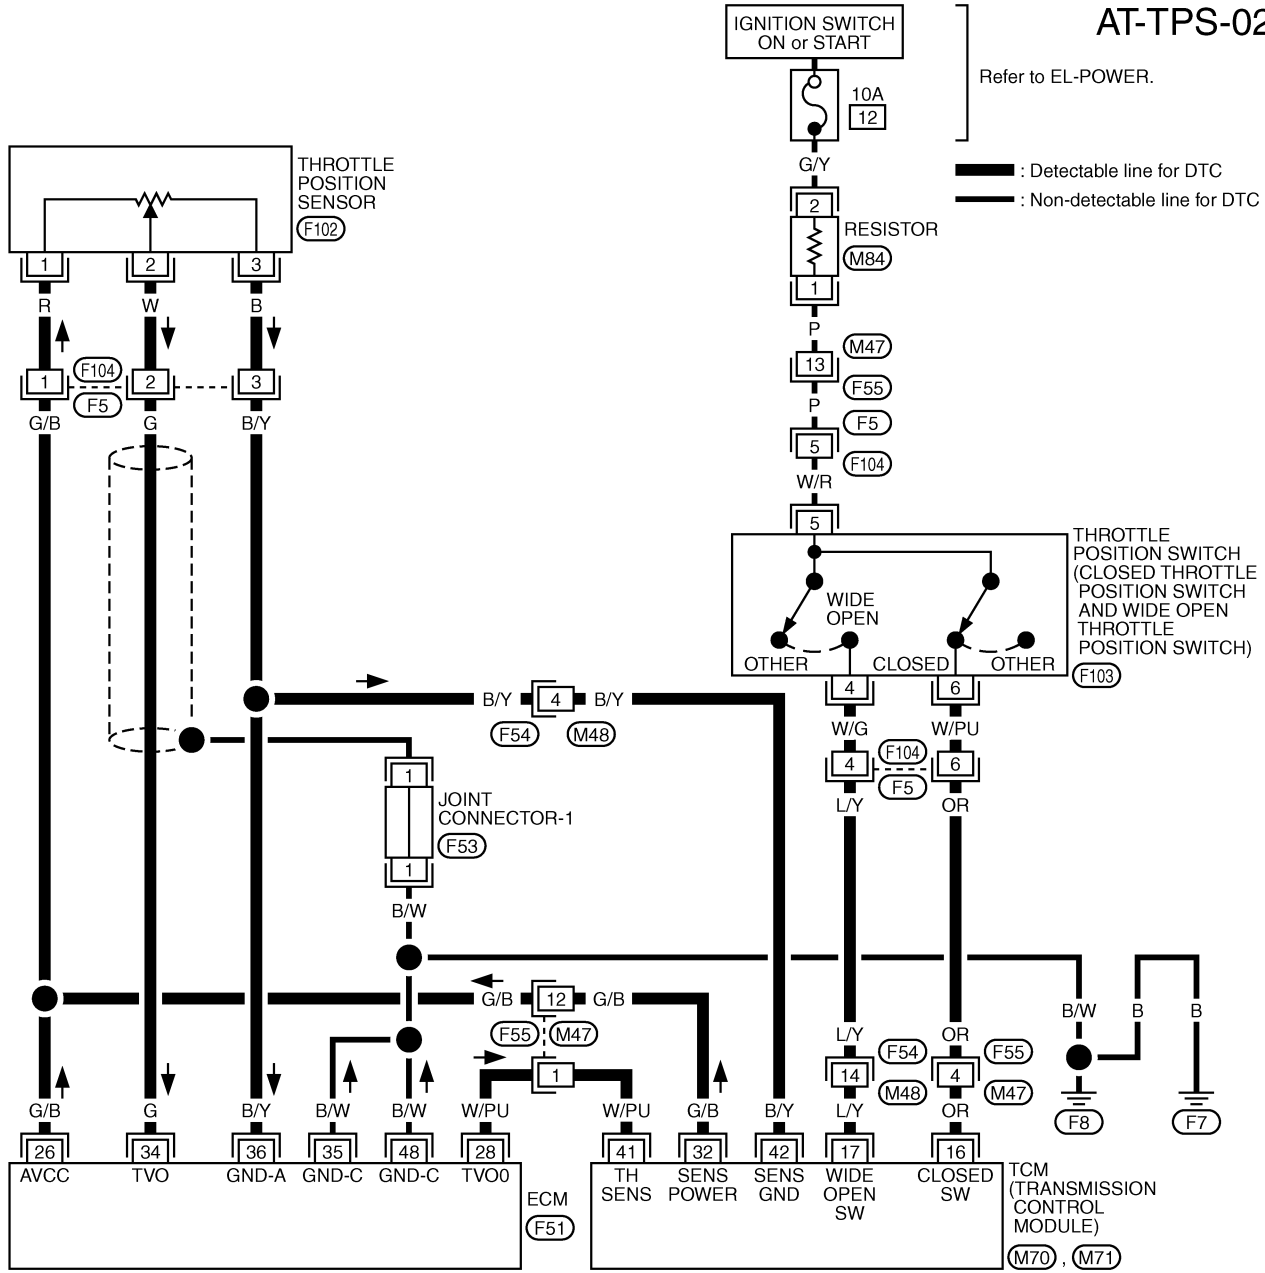 AT-TPS-02
IGNITION SWITCH
ON or START
Refer to EL-POWER.
10A
12
G/Y
: Detectable line for DTC
: Non-detectable line for DTC
THROTTLE
POSITION
SENSOR
F102
1 2 3
R W B
F104
1 2 3
F5
G/B G B/Y
2
RESISTOR
M84
1
P
M47
13
F55
P
F5
5
F104
W/R
5
THROTTLE
POSITION SWITCH
(CLOSED THROTTLE
POSITION SWITCH
AND WIDE OPEN
THROTTLE
POSITION SWITCH)
F103
WIDE
OPEN
OTHER CLOSED OTHER
4 6
W/G W/PU
F104
4 6
F5
L/Y OR
B/Y 4 B/Y
F54 M48
1
JOINT
CONNECTOR-1
F53
1
B/W
G/B 12 G/B
F55 M47
1
B/W B B
L/Y OR
F54 F55
14 4
M48 M47
F8 F7
G/B G B/Y B/W B/W W/PU W/PU G/B B/Y L/Y OR
26 34 36 35 48 28 41 32 42 17 16
AVCC TVO GND-A GND-C GND-C TVO0
ECM
F51
TH
SENS
SENS
POWER
SENS
GND
WIDE
OPEN
SW
CLOSED
SW
TCM
(TRANSMISSION
CONTROL
MODULE)
M70 , M71